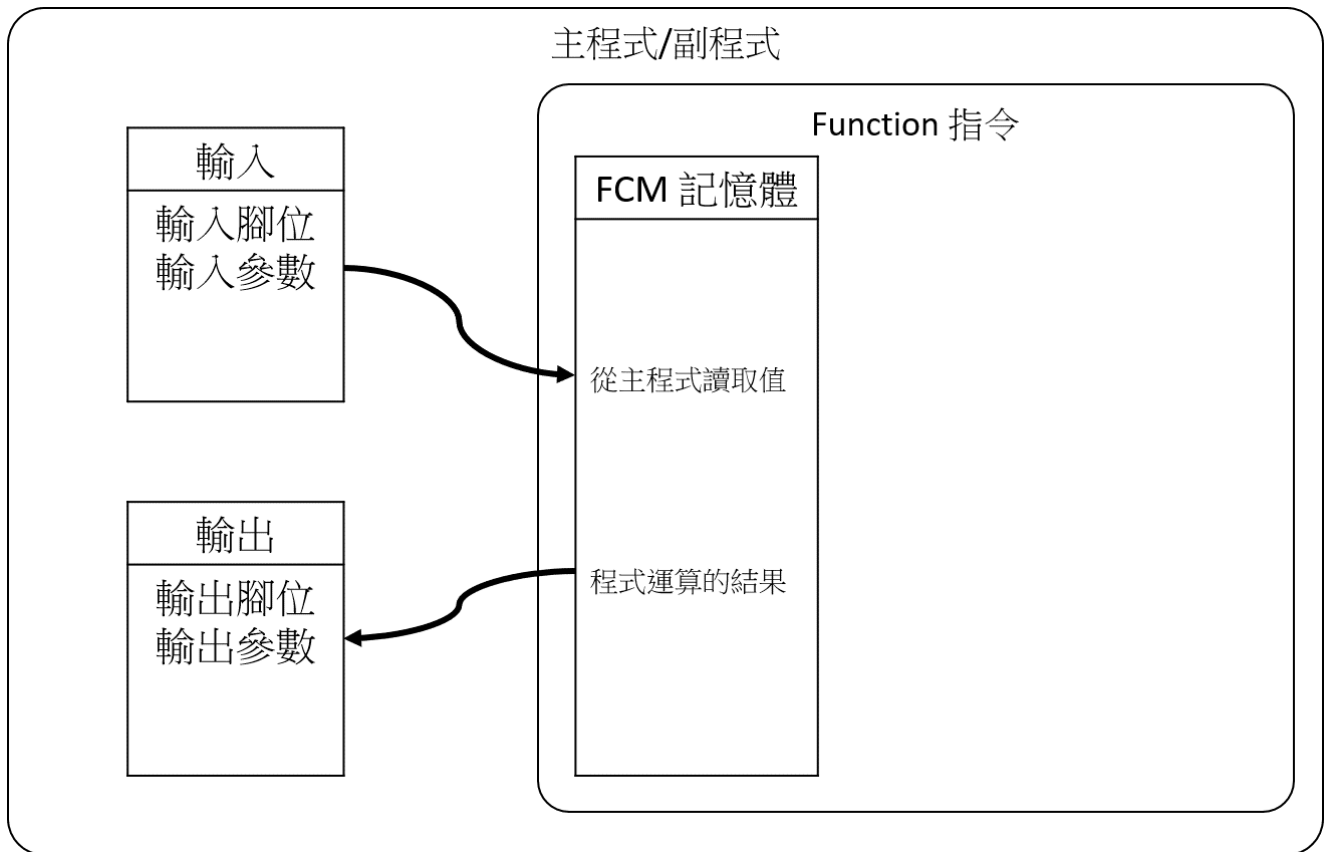 主程式/副程式
Function 指令
輸入
輸入腳位
輸入參數
FCM 記憶體
從主程式讀取值
程式運算的結果
輸出
輸出腳位
輸出參數